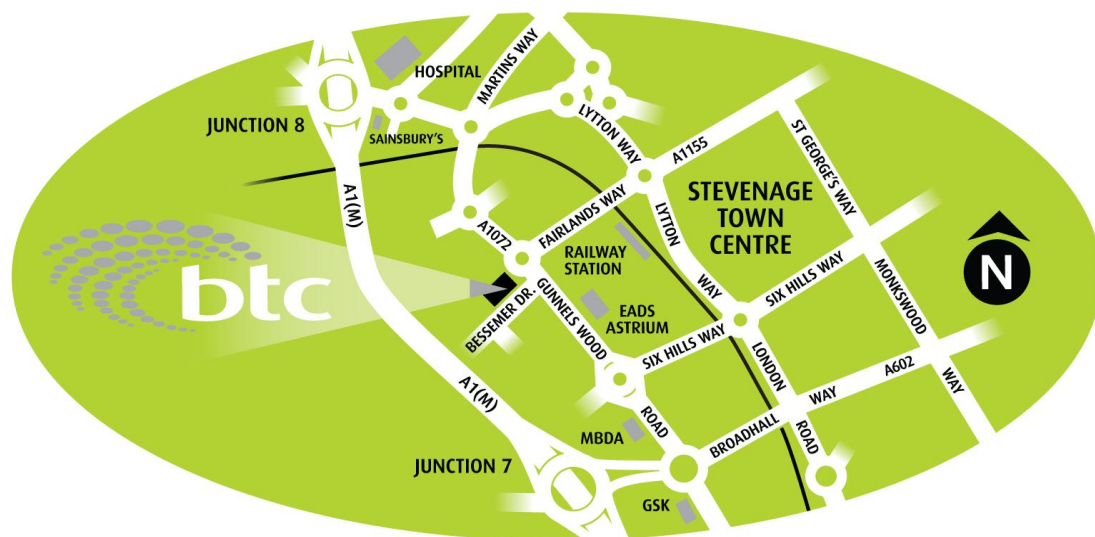 HOSPITAL
MARTINS WAY
JUNCTION 8
SAINSBURY'S
LYTTON WAY
A1155
ST GEORGE'S WAY
A1(M)
STEVENAGE
TOWN
CENTRE
FAIRLANDS WAY
LYTTON
WAY
A1072
RAILWAY
STATION
SIX HILLS WAY
MONKSWOOD
WAY
N
btc
BESSEMER DR.
GUNNELS WOOD
ROAD
EADS
ASTRIUM
SIX HILLS WAY
LONDON
ROAD
A602
A1(M)
BROADHALL
WAY
MBDA
JUNCTION 7
GSK